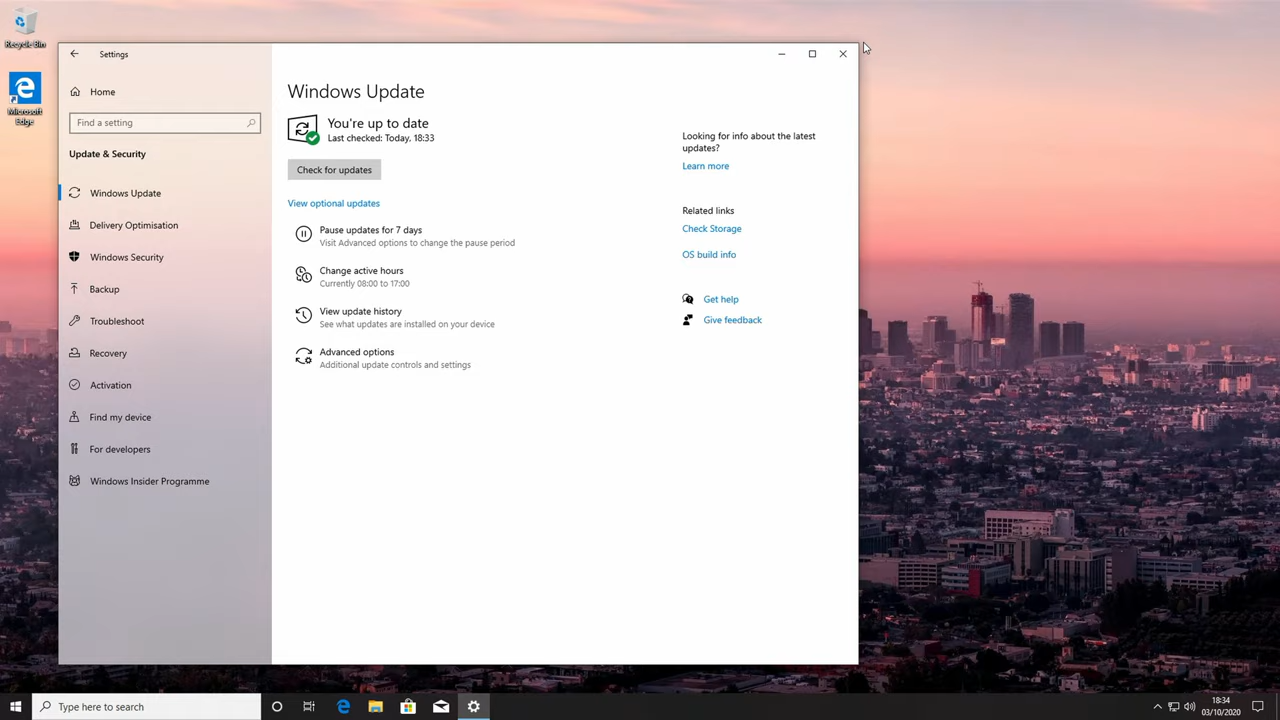 Recycle Bin
Microsoft
Edge
Settings
Home
Find a setting
Update & Security
Windows Update
Delivery Optimisation
Windows Security
Backup
Troubleshoot
Recovery
Activation
Find my device
For developers
Windows Insider Programme
Windows Update
You're up to date
Last checked: Today, 18:33
Check for updates
View optional updates
Pause updates for 7 days
Visit Advanced options to change the pause period
Change active hours
Currently 08:00 to 17:00
View update history
See what updates are installed on your device
Advanced options
Additional update controls and settings
Looking for info about the latest
updates?
Learn more
Related links
Check Storage
OS build info
Get help
Give feedback
Type here to search
18:34
03/10/2020